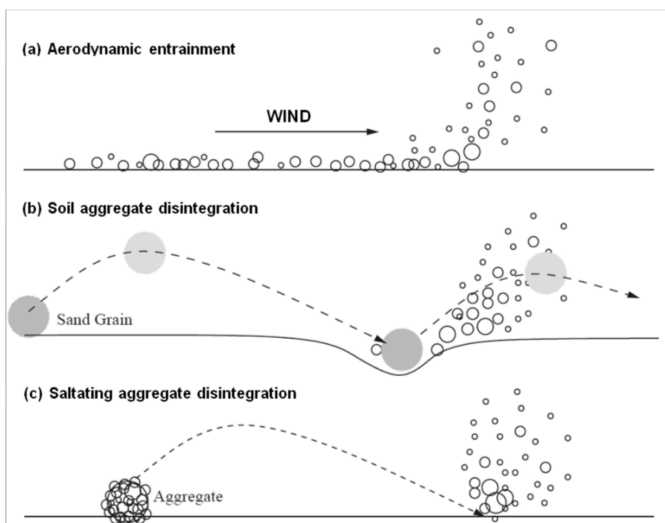 (a) Aerodynamic entrainment
WIND
(b) Soil aggregate disintegration
Sand Grain
(c) Saltating aggregate disintegration
Aggregate